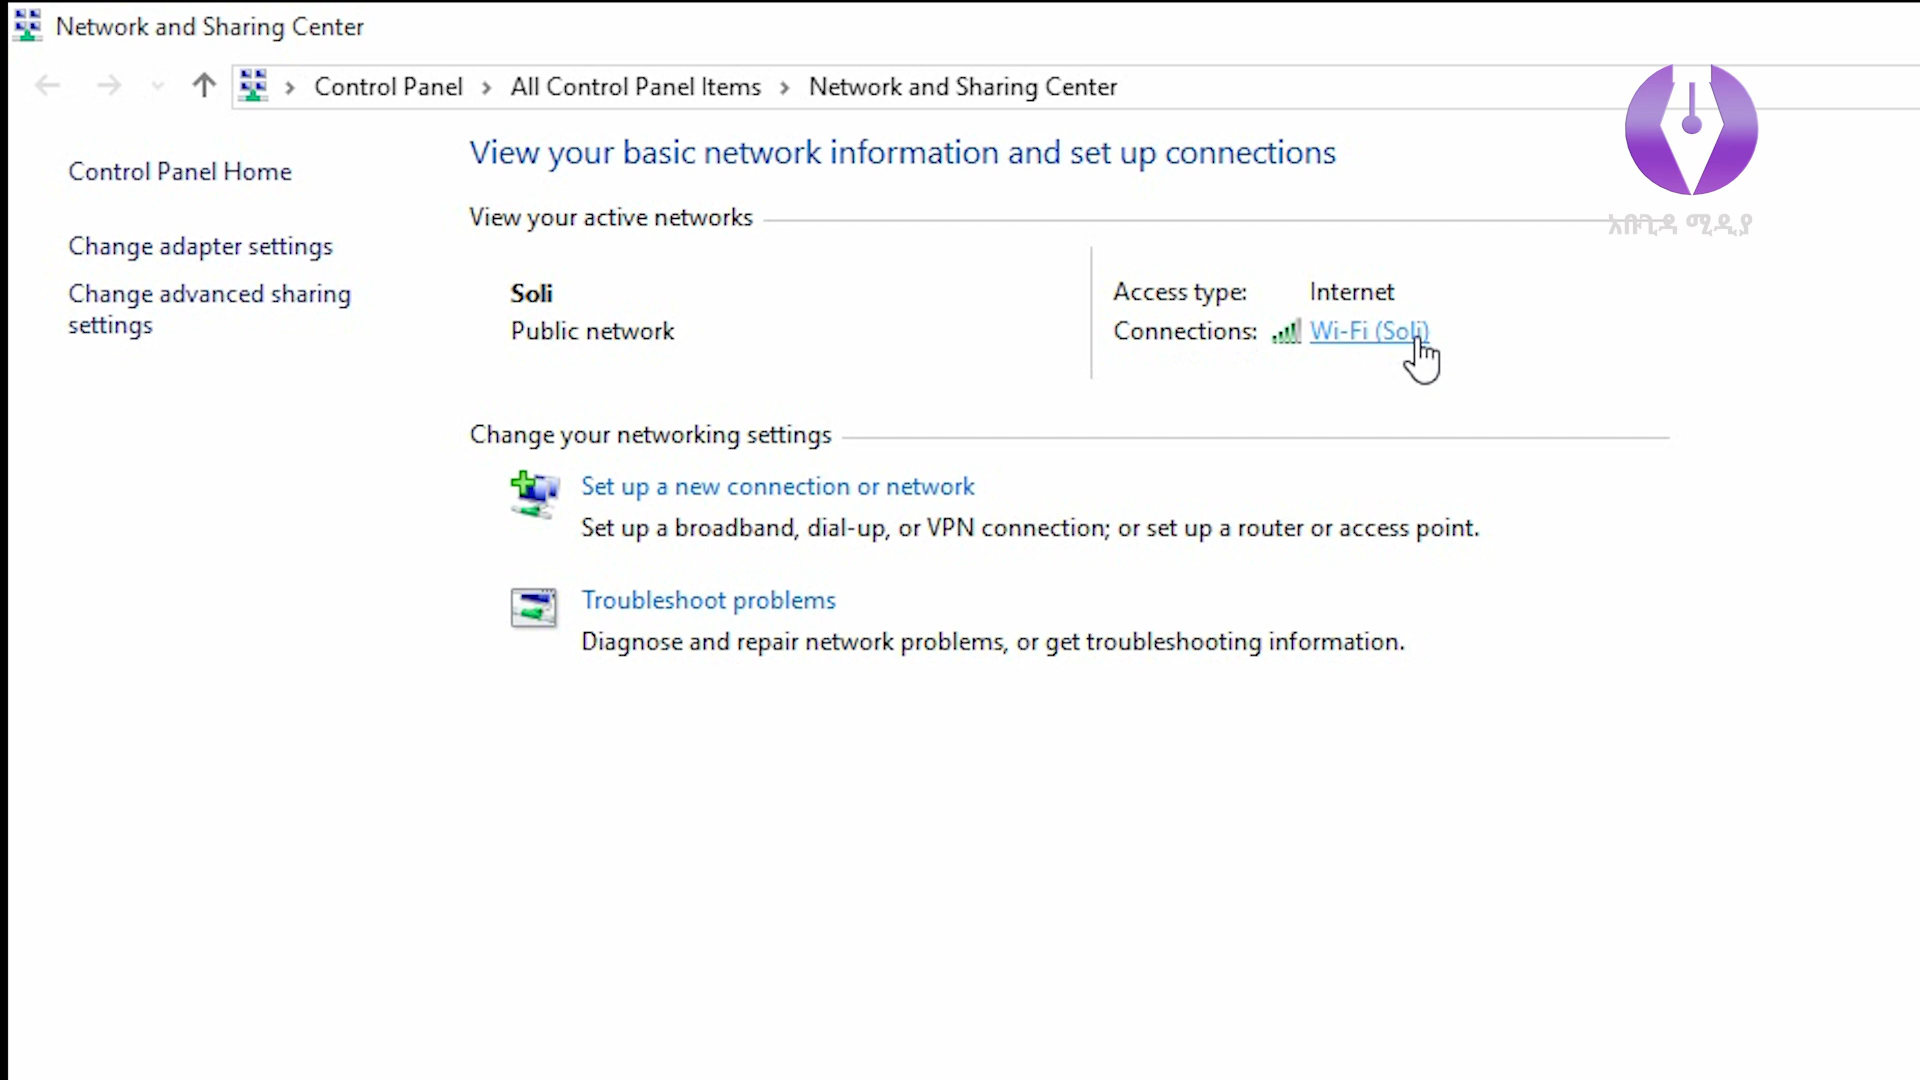 Network and Sharing Center
Control Panel > All Control Panel Items > Network and Sharing Center
አቡጊዳ ሚዲያ
Control Panel Home
Change adapter settings
Change advanced sharing
settings
View your basic network information and set up connections
View your active networks
Soli
Public network
Access type: Internet
Connections: Wi-Fi (Soli)
Change your networking settings
Set up a new connection or network
Set up a broadband, dial-up, or VPN connection; or set up a router or access point.
Troubleshoot problems
Diagnose and repair network problems, or get troubleshooting information.